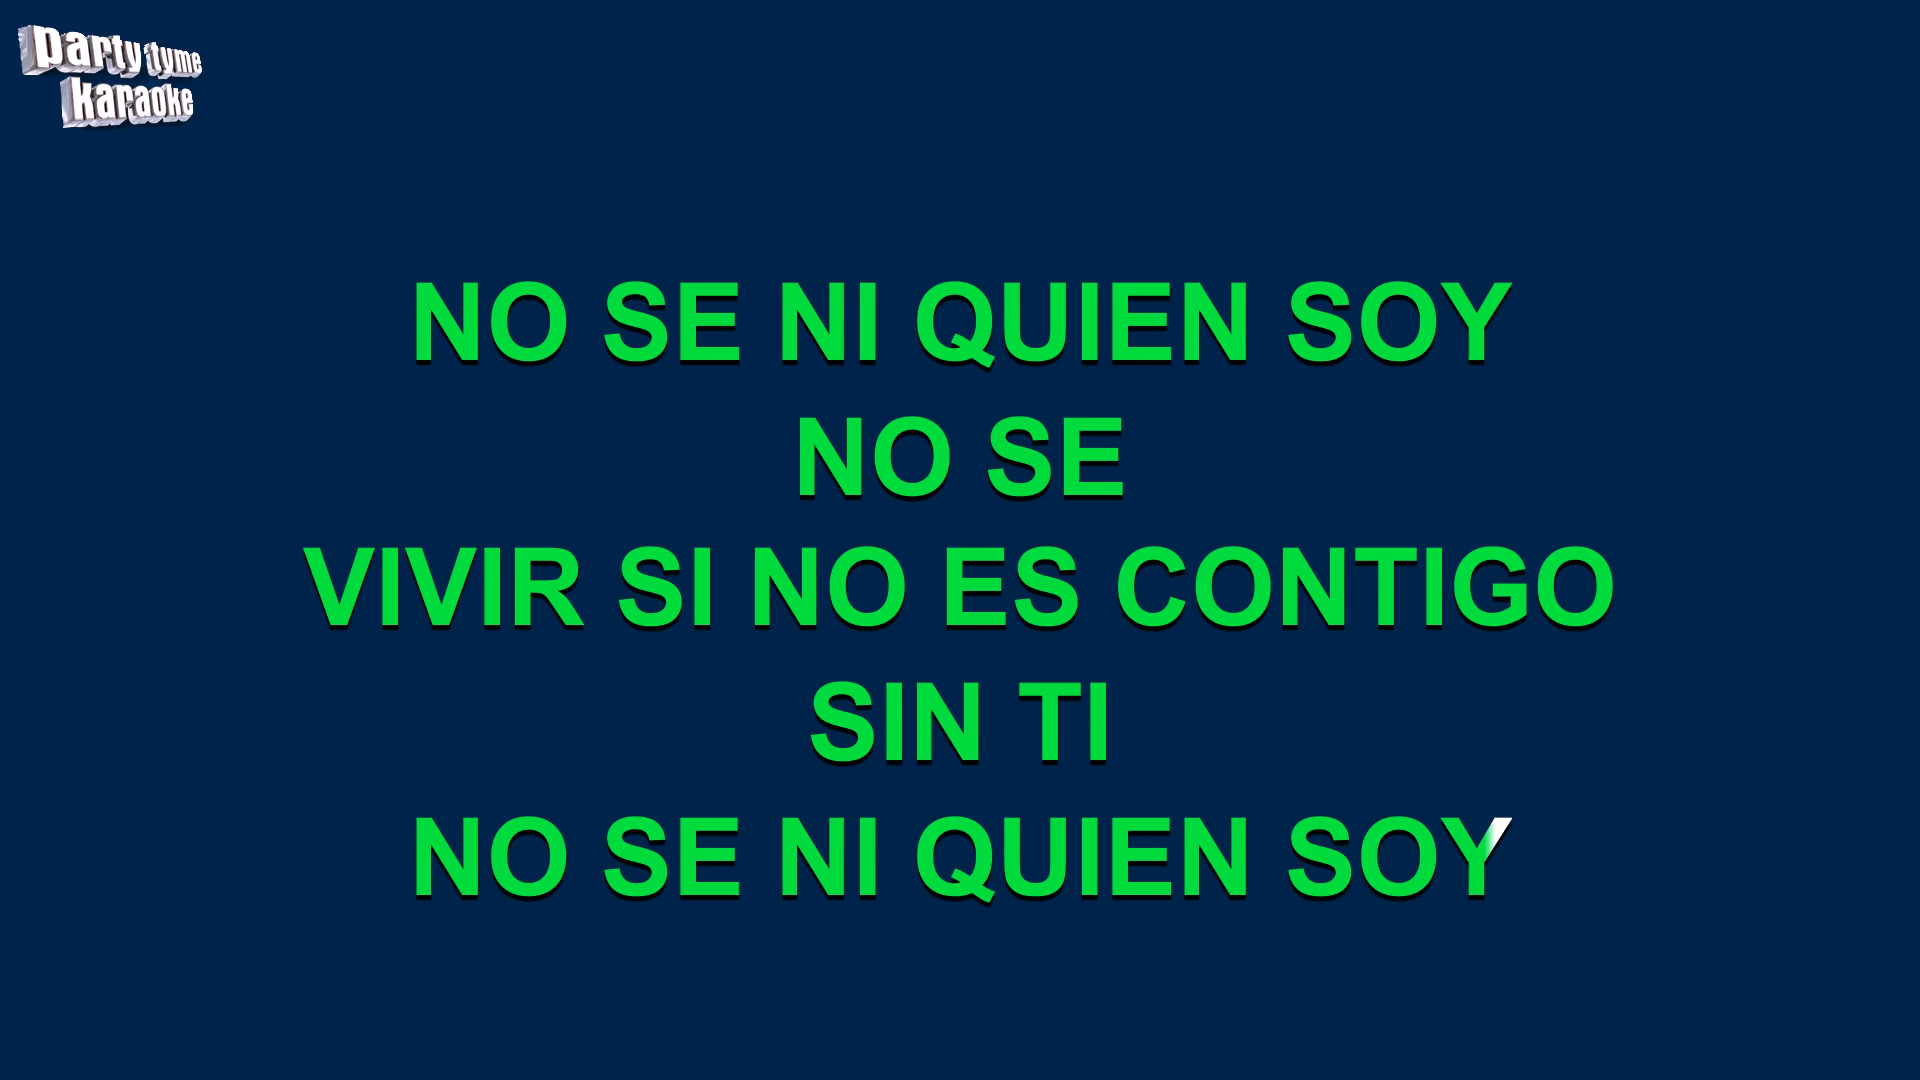 party tyme
karaoke
NO SE NI QUIEN SOY
NO SE
VIVIR SI NO ES CONTIGO
SIN TI
NO SE NI QUIEN SOY